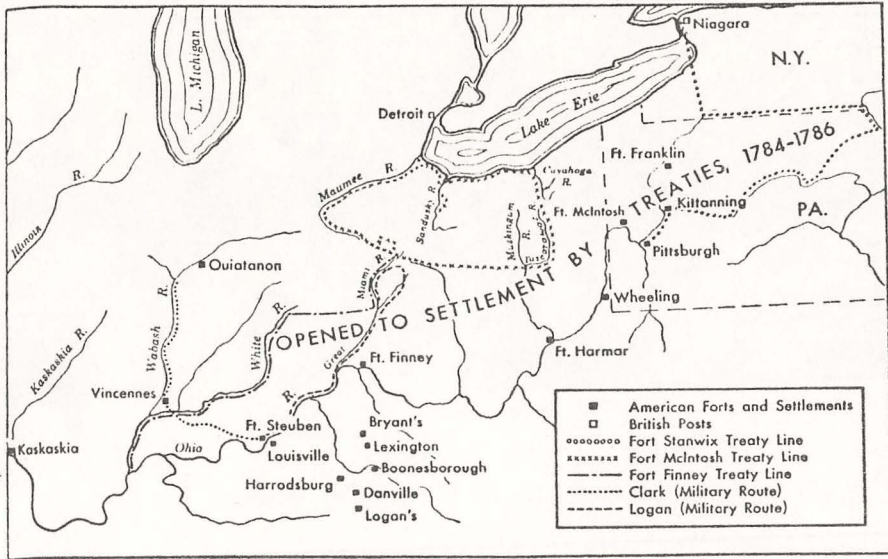 L. Michigan
Niagara
N.Y.
Detroit
Lake Erie
Ft. Franklin
OPENED TO SETTLEMENT BY TREATIES, 1784-1786
Maumee R.
Sandusky R.
Cuyahoga R.
Ft. McIntosh
Kittanning
PA.
Illinois R.
Muskingum R.
Tuscarawas R.
Pittsburgh
Ouiatanon
Wheeling
Wabash R.
White R.
Great Miami R.
Kaskaskia R.
Ft. Finney
Ft. Harmar
Vincennes
Ft. Steuben
Louisville
Ohio R.
Kaskaskia
Bryant's
Lexington
Boonesborough
Harrodsburg
Danville
Logan's
American Forts and Settlements
British Posts
Fort Stanwix Treaty Line
Fort McIntosh Treaty Line
Fort Finney Treaty Line
Clark (Military Route)
Logan (Military Route)